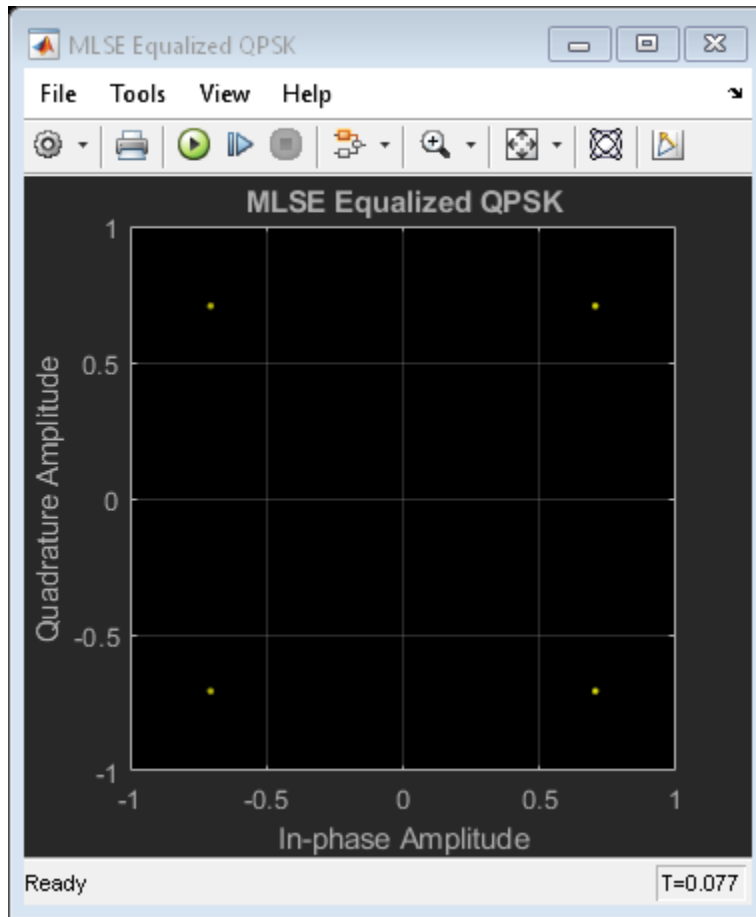 MLSE Equalized QPSK
File Tools View Help
MLSE Equalized QPSK
Quadrature Amplitude
1
0.5
0
-0.5
-1
-1 -0.5 0 0.5 1
In-phase Amplitude
Ready T=0.077